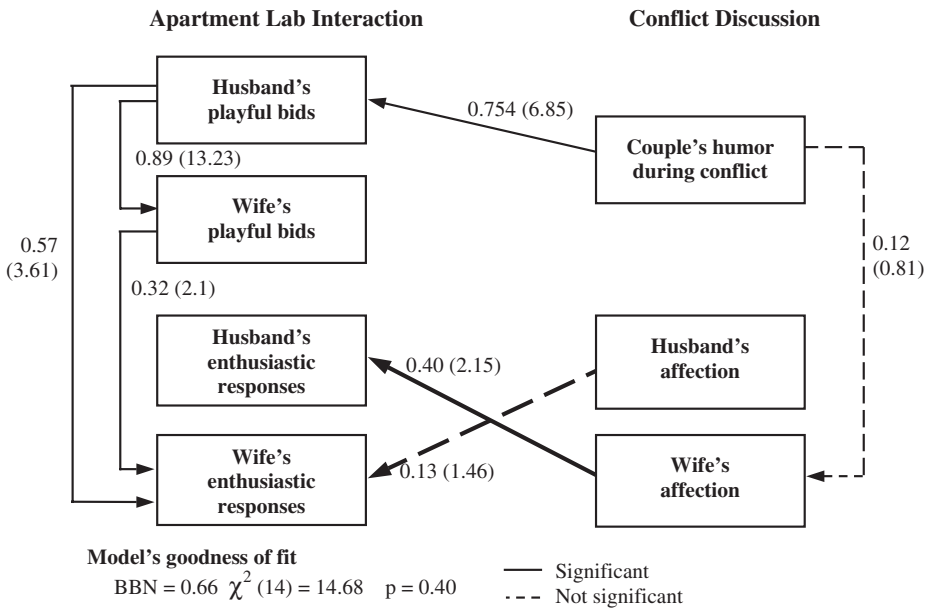 Apartment Lab Interaction
Conflict Discussion
Husband's
playful bids
0.754 (6.85)
Couple's humor
during conflict
0.89 (13.23)
Wife's
playful bids
0.57
(3.61)
0.12
(0.81)
0.32 (2.1)
Husband's
enthusiastic
responses
0.40 (2.15)
Husband's
affection
Wife's
enthusiastic
responses
0.13 (1.46)
Wife's
affection
Model's goodness of fit
BBN = 0.66 χ² (14) = 14.68 p = 0.40
Significant
Not significant